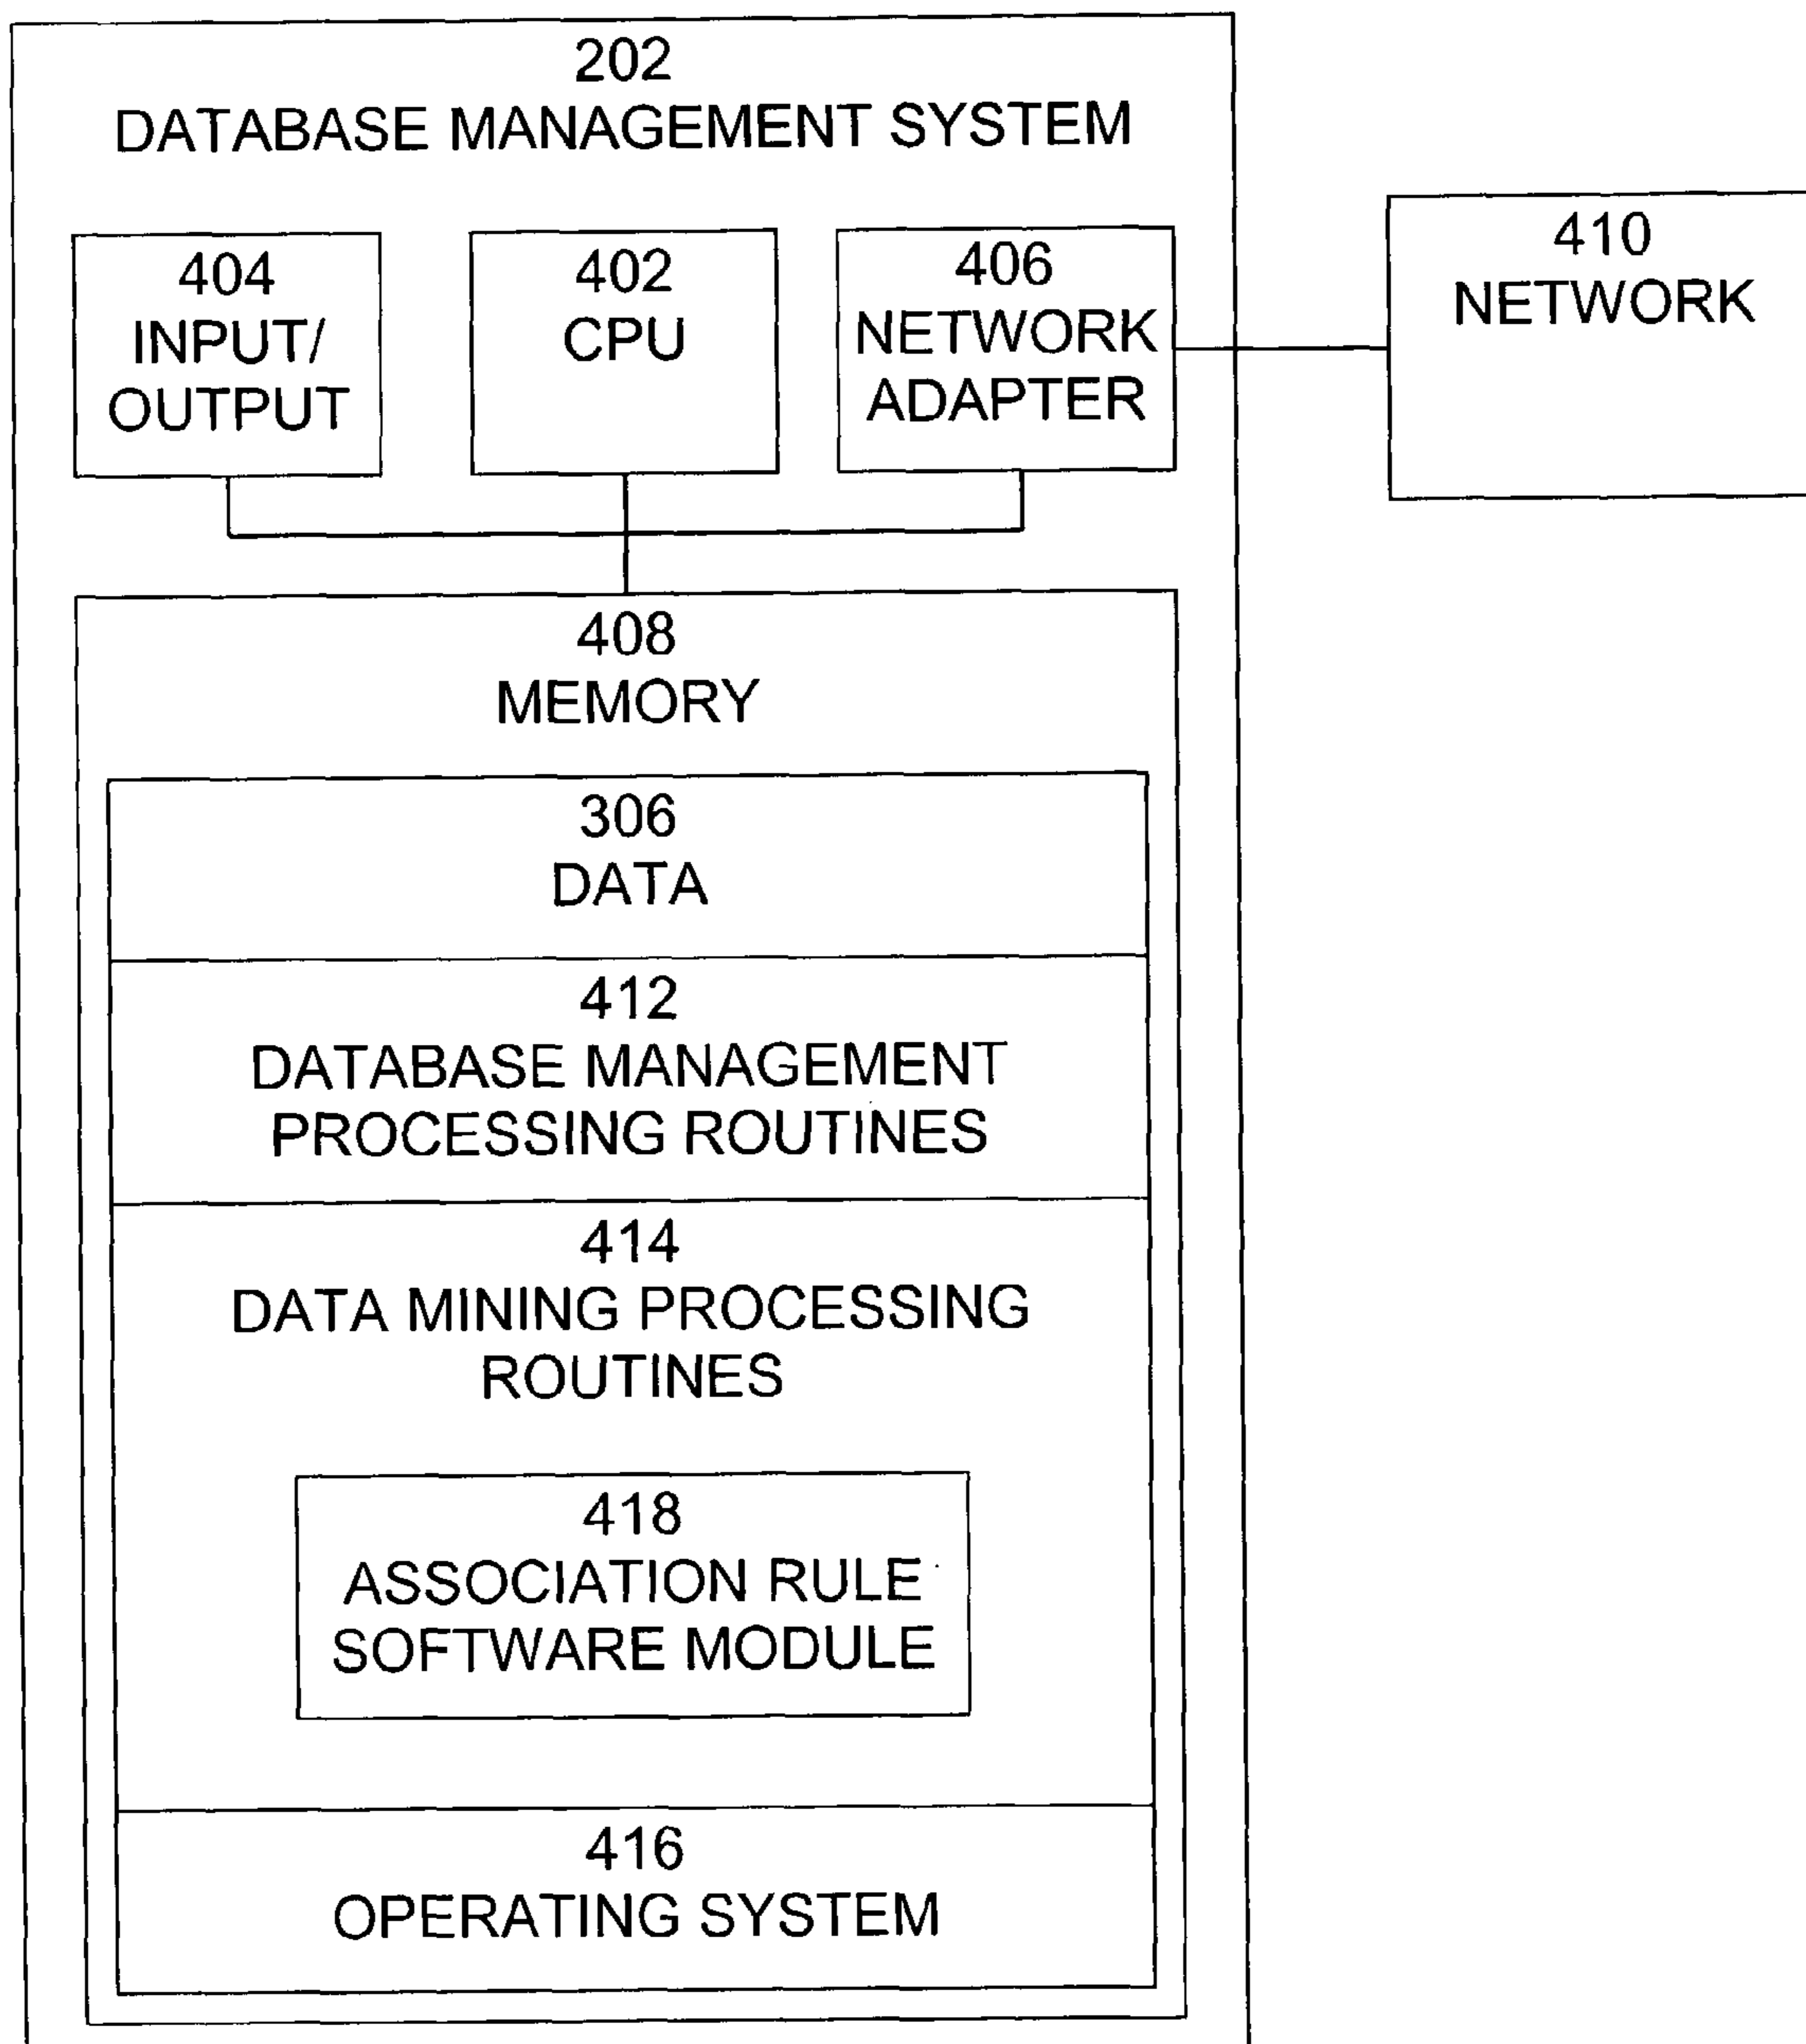 202
DATABASE MANAGEMENT SYSTEM
404
INPUT/
OUTPUT
402
CPU
406
NETWORK
ADAPTER
410
NETWORK
408
MEMORY
306
DATA
412
DATABASE MANAGEMENT
PROCESSING ROUTINES
414
DATA MINING PROCESSING
ROUTINES
418
ASSOCIATION RULE
SOFTWARE MODULE
416
OPERATING SYSTEM